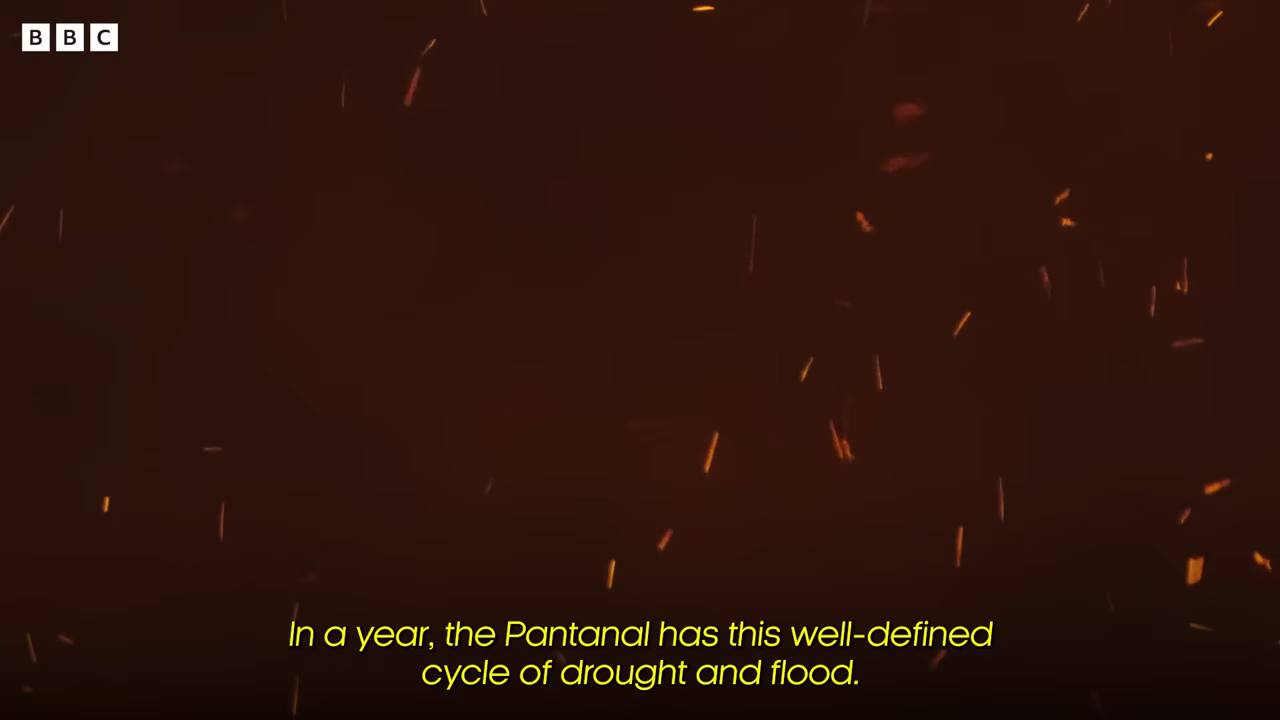 BBC
In a year, the Pantanal has this well-defined
cycle of drought and flood.